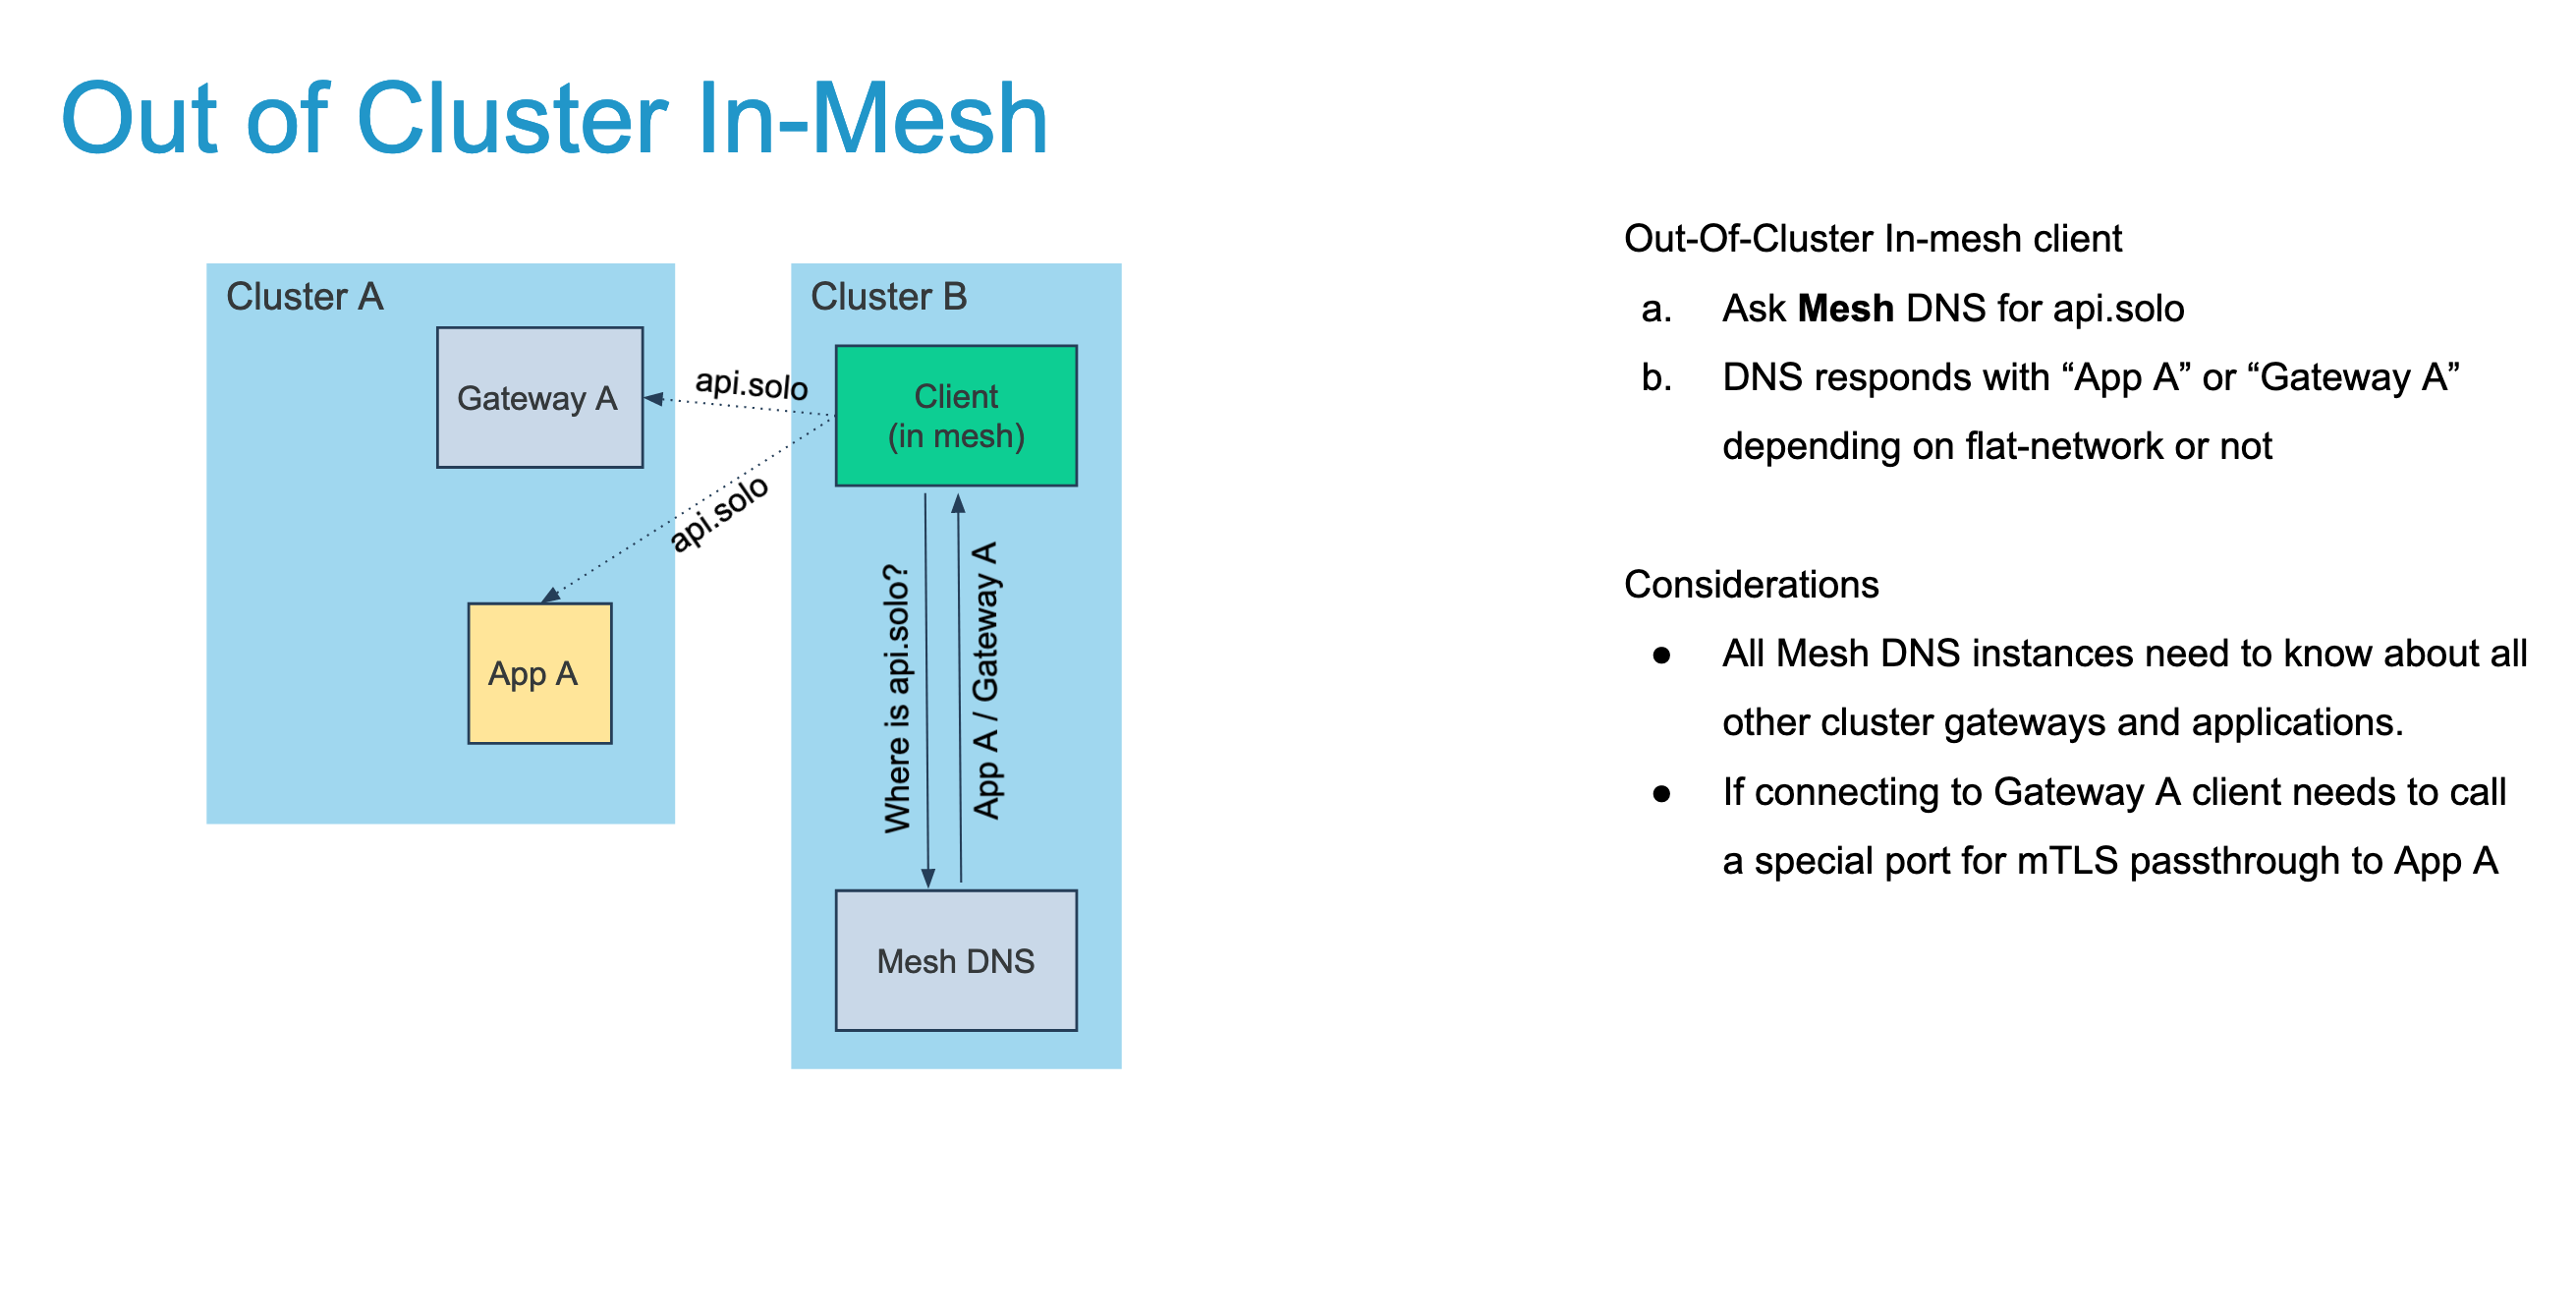 Out of Cluster In-Mesh
Cluster A
Gateway A
App A
api.solo
api.solo
Cluster B
Client
(in mesh)
Where is api.solo?
App A / Gateway A
Mesh DNS
Out-Of-Cluster In-mesh client
a. Ask Mesh DNS for api.solo
b. DNS responds with “App A” or “Gateway A”
depending on flat-network or not
Considerations
● All Mesh DNS instances need to know about all
other cluster gateways and applications.
● If connecting to Gateway A client needs to call
a special port for mTLS passthrough to App A